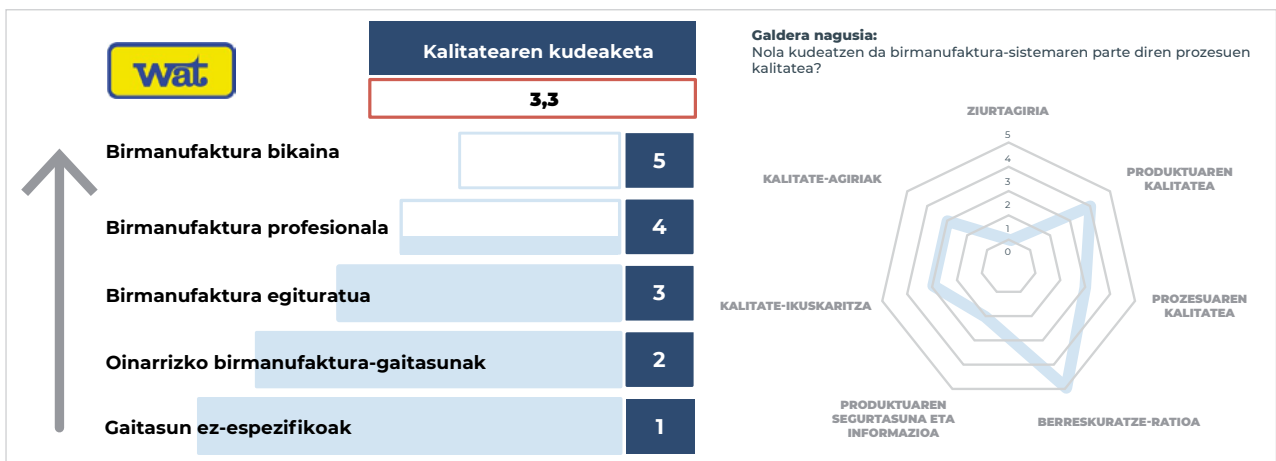 wat
Kalitatearen kudeaketa
3,3
Birmanufaktura bikaina
5
Birmanufaktura profesionala
4
Birmanufaktura egituratua
3
Oinarrizko birmanufaktura-gaitasunak
2
Gaitasun ez-espezifikoak
1
Galdera nagusia:
Nola kudeatzen da birmanufaktura-sistemaren parte diren prozesuen
kalitatea?
ZIURTAGIRIA
5
4
3
2
1
0
PRODUKTUAREN
KALITATEA
PROZESUAREN
KALITATEA
BERRESKURATZE-RATIOA
PRODUKTUAREN
SEGURTASUNA ETA
INFORMAZIOA
KALITATE-IKUSKARITZA
KALITATE-AGIRIAK